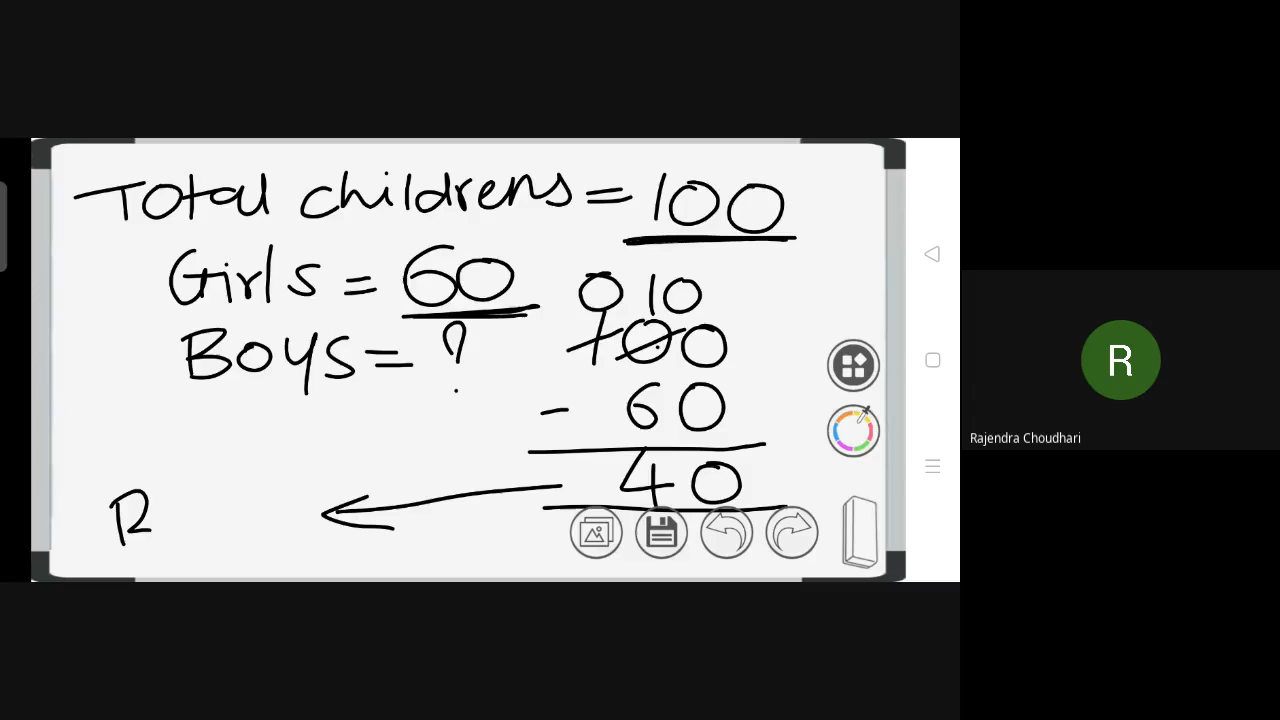 Total childrens = 100
Girls = 60
Boys = ?
0 10
100
- 60
40
B
R
Rajendra Choudhari